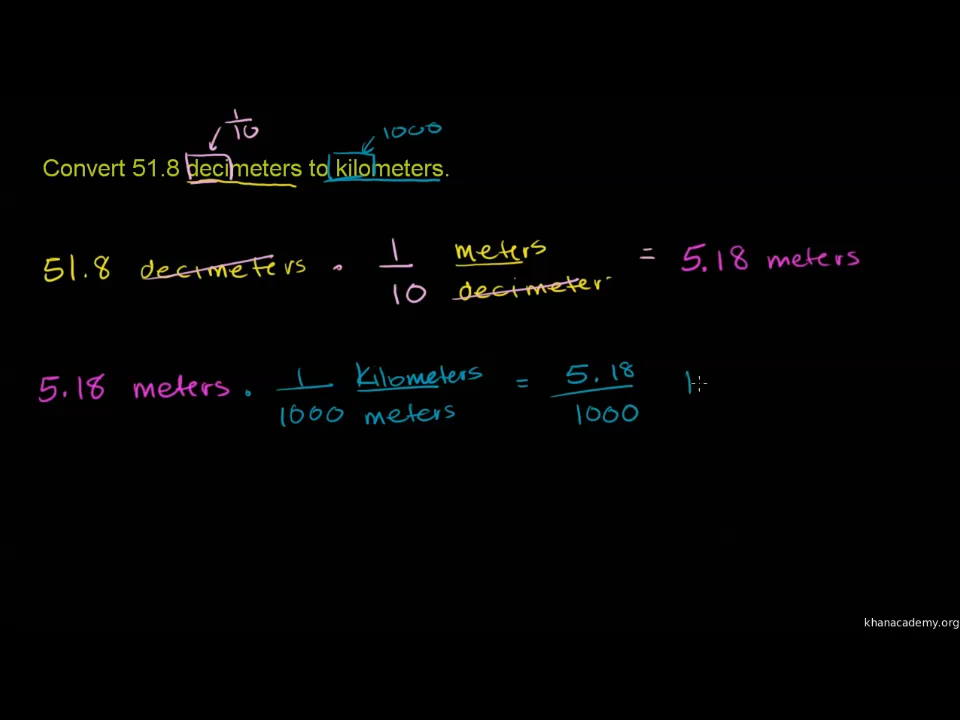 1/10 1000
Convert 51.8 decimeters to kilometers.
51.8 decimeters · 1/10 meters/decimeter = 5.18 meters
5.18 meters · 1/1000 Kilometers/meters = 5.18/1000
khanacademy.org